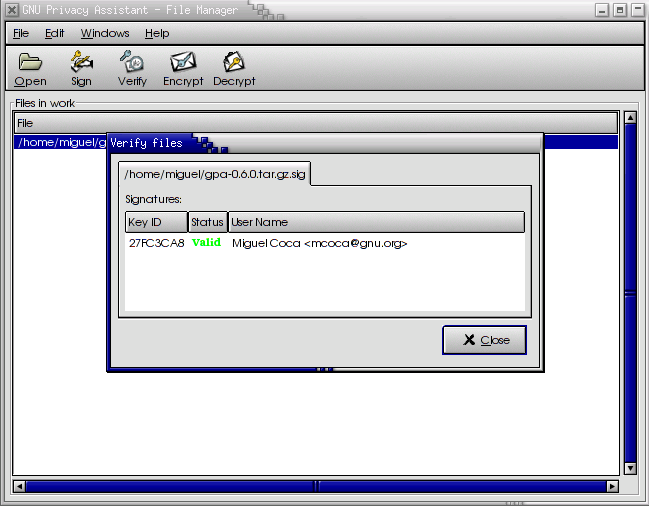 GNU Privacy Assistant - File Manager
File Edit Windows Help
Open Sign Verify Encrypt Decrypt
Files in work
File
/home/miguel/g
Verify files
/home/miguel/gpa-0.6.0.tar.gz.sig
Signatures:
Key ID Status User Name
27FC3CA8 Valid Miguel Coca <mcoca@gnu.org>
Close